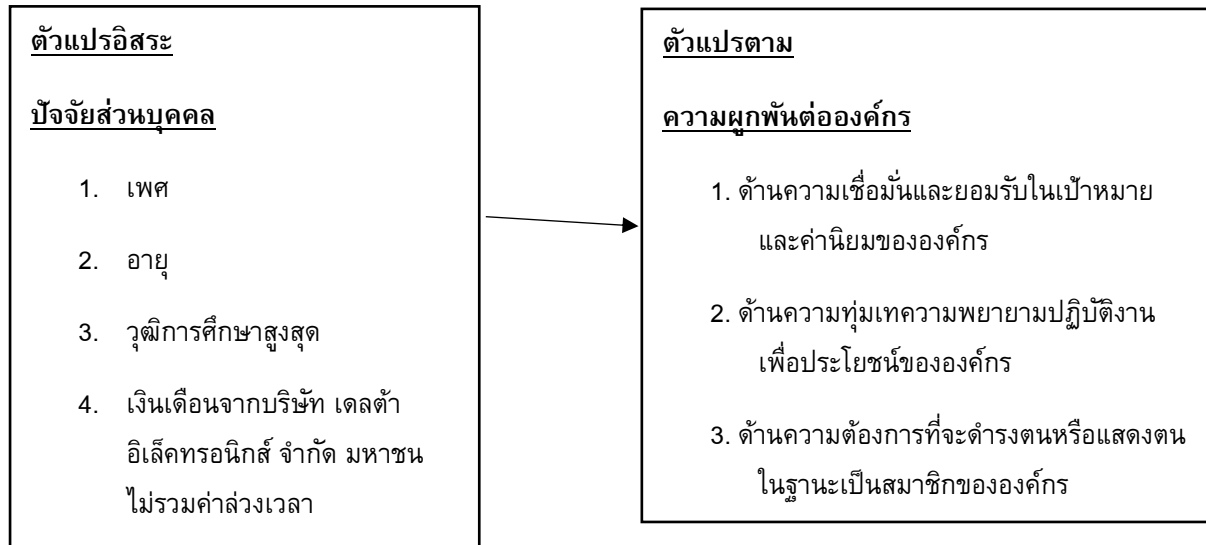 ตัวแปรอิสระ
ปัจจัยส่วนบุคคล
1. เพศ
2. อายุ
3. วุฒิการศึกษาสูงสุด
4. เงินเดือนจากบริษัท เดลต้า
อิเล็คทรอนิกส์ จำกัด มหาชน
ไม่รวมค่าล่วงเวลา
ตัวแปรตาม
ความผูกพันต่อองค์กร
1. ด้านความเชื่อมั่นและยอมรับในเป้าหมาย
และค่านิยมขององค์กร
2. ด้านความทุ่มเทความพยายามปฏิบัติงาน
เพื่อประโยชน์ขององค์กร
3. ด้านความต้องการที่จะดำรงตนหรือแสดงตน
ในฐานะเป็นสมาชิกขององค์กร